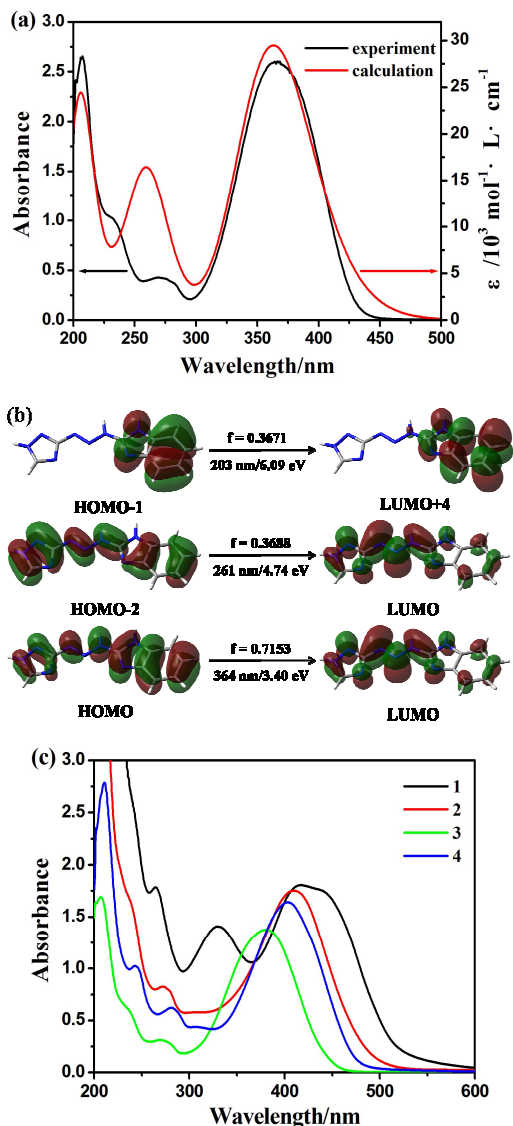 (a)
3.0
2.5
2.0
1.5
1.0
0.5
0.0
Absorbance
experiment
calculation
30
25
20
15
10
5
0
ε /10³ mol⁻¹· L· cm⁻¹
200 250 300 350 400 450 500
Wavelength/nm
(b)
f = 0.3671
203 nm/6.09 eV
HOMO-1
LUMO+4
f = 0.3688
261 nm/4.74 eV
HOMO-2
LUMO
f = 0.7153
364 nm/3.40 eV
HOMO
LUMO
(c)
3.0
2.5
2.0
1.5
1.0
0.5
0.0
Absorbance
1
2
3
4
200 300 400 500 600
Wavelength/nm